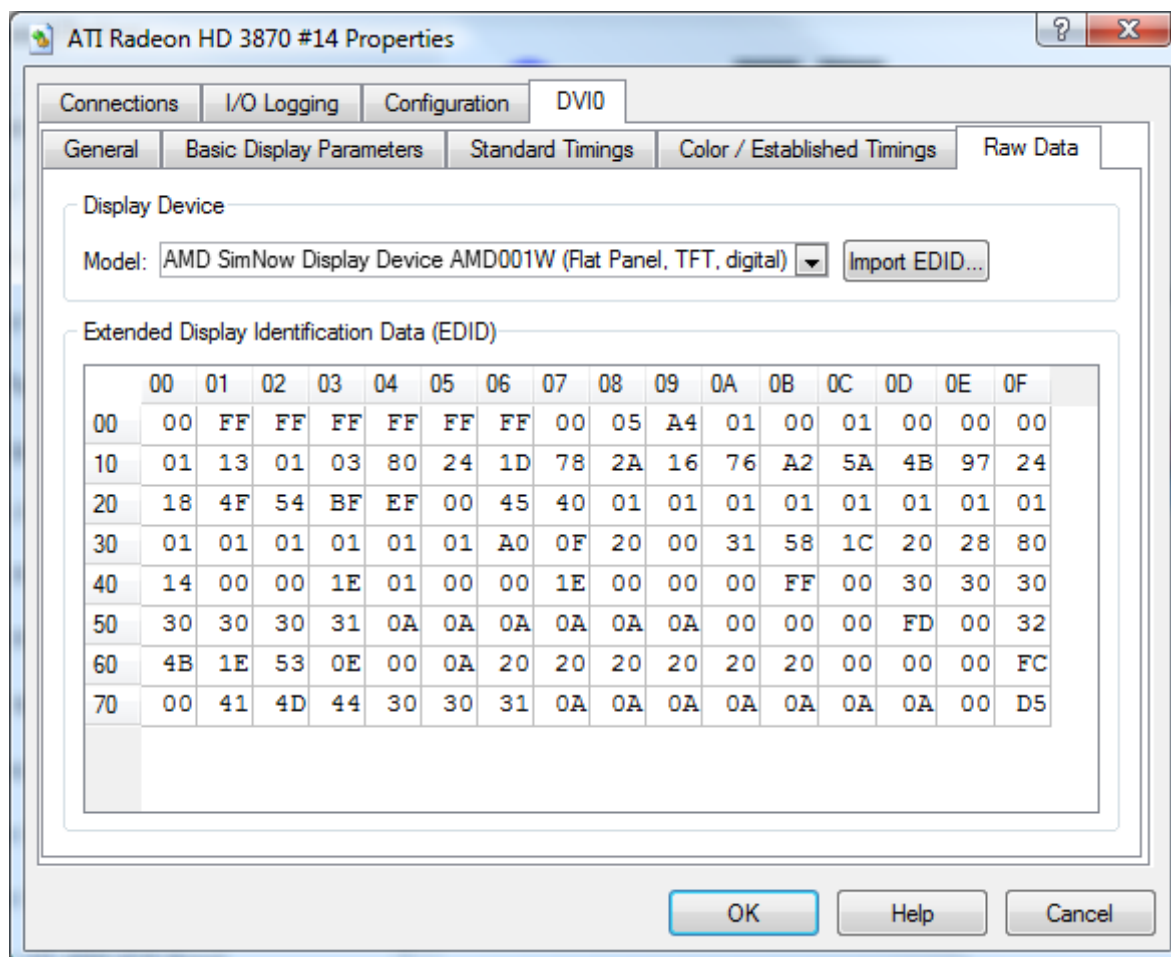 ATI Radeon HD 3870 #14 Properties
Connections I/O Logging Configuration DVI0
General Basic Display Parameters Standard Timings Color / Established Timings Raw Data
Display Device
Model: AMD SimNow Display Device AMD001W (Flat Panel, TFT, digital) Import EDID...
Extended Display Identification Data (EDID)
00 01 02 03 04 05 06 07 08 09 0A 0B 0C 0D 0E 0F
00 00 FF FF FF FF FF FF 00 05 A4 01 00 01 00 00 00
10 01 13 01 03 80 24 1D 78 2A 16 76 A2 5A 4B 97 24
20 18 4F 54 BF EF 00 45 40 01 01 01 01 01 01 01 01
30 01 01 01 01 01 01 A0 0F 20 00 31 58 1C 20 28 80
40 14 00 00 1E 01 00 00 1E 00 00 00 FF 00 30 30 30
50 30 30 30 31 0A 0A 0A 0A 0A 0A 00 00 00 FD 00 32
60 4B 1E 53 0E 00 0A 20 20 20 20 20 20 00 00 00 FC
70 00 41 4D 44 30 30 31 0A 0A 0A 0A 0A 0A 0A 00 D5
OK Help Cancel